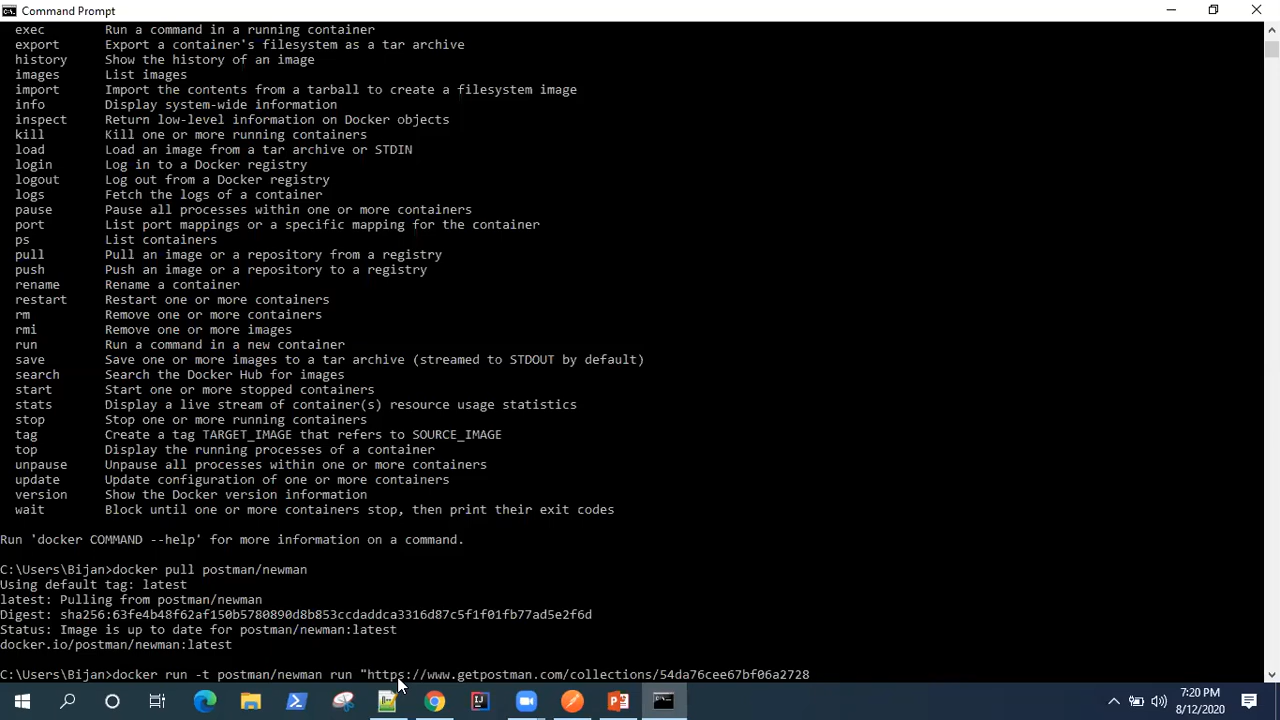 Command Prompt
exec Run a command in a running container
export Export a container's filesystem as a tar archive
history Show the history of an image
images List images
import Import the contents from a tarball to create a filesystem image
info Display system-wide information
inspect Return low-level information on Docker objects
kill Kill one or more running containers
load Load an image from a tar archive or STDIN
login Log in to a Docker registry
logout Log out from a Docker registry
logs Fetch the logs of a container
pause Pause all processes within one or more containers
port List port mappings or a specific mapping for the container
ps List containers
pull Pull an image or a repository from a registry
push Push an image or a repository to a registry
rename Rename a container
restart Restart one or more containers
rm Remove one or more containers
rmi Remove one or more images
run Run a command in a new container
save Save one or more images to a tar archive (streamed to STDOUT by default)
search Search the Docker Hub for images
start Start one or more stopped containers
stats Display a live stream of container(s) resource usage statistics
stop Stop one or more running containers
tag Create a tag TARGET_IMAGE that refers to SOURCE_IMAGE
top Display the running processes of a container
unpause Unpause all processes within one or more containers
update Update configuration of one or more containers
version Show the Docker version information
wait Block until one or more containers stop, then print their exit codes
Run 'docker COMMAND --help' for more information on a command.
C:\Users\Bijan>docker pull postman/newman
Using default tag: latest
latest: Pulling from postman/newman
Digest: sha256:63fe4b48f62af150b5780890d8b853ccdaddca3316d87c5f1f01fb77ad5e2f6d
Status: Image is up to date for postman/newman:latest
docker.io/postman/newman:latest
C:\Users\Bijan>docker run -t postman/newman run "https://www.getpostman.com/collections/54da76cee67bf06a2728
7:20 PM
8/12/2020